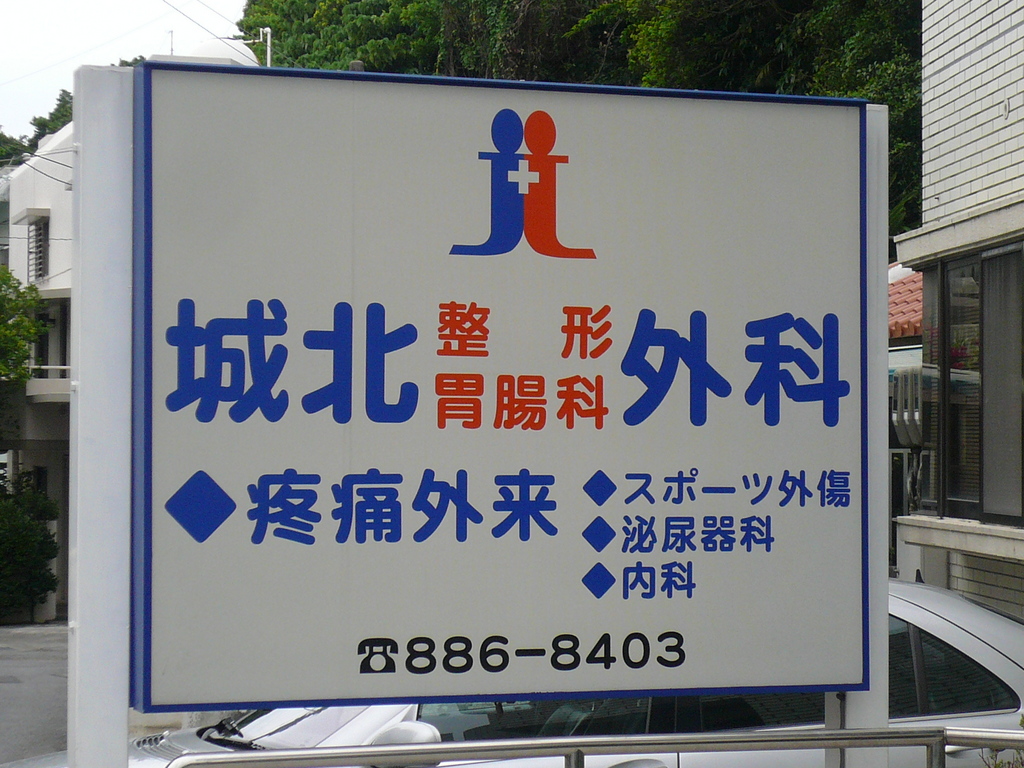 城北 整形 外科
胃腸科
◆疼痛外来
◆スポーツ外傷
◆泌尿器科
◆内科
☎886-8403